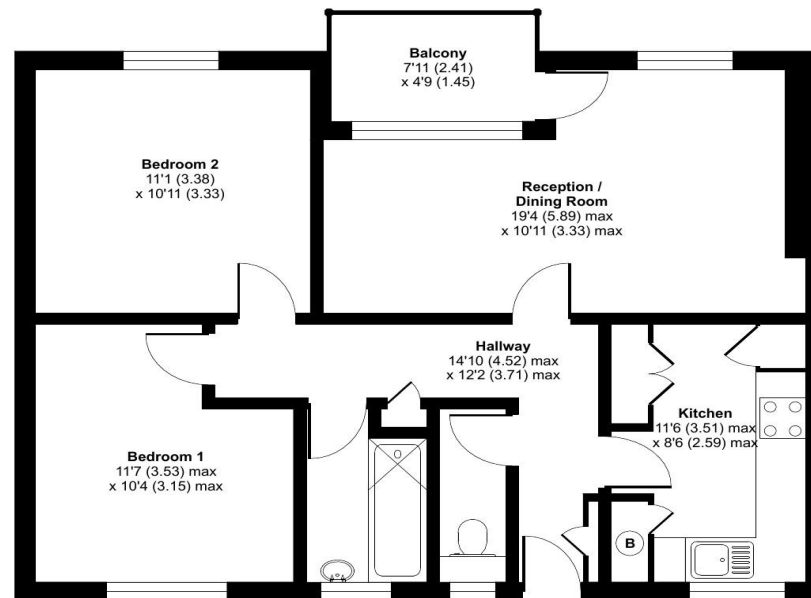 Balcony
7'11 (2.41)
x 4'9 (1.45)
Bedroom 2
11'1 (3.38)
x 10'11 (3.33)
Reception /
Dining Room
19'4 (5.89) max
x 10'11 (3.33) max
Hallway
14'10 (4.52) max
x 12'2 (3.71) max
Kitchen
11'6 (3.51) max
x 8'6 (2.59) max
Bedroom 1
11'7 (3.53) max
x 10'4 (3.15) max
B